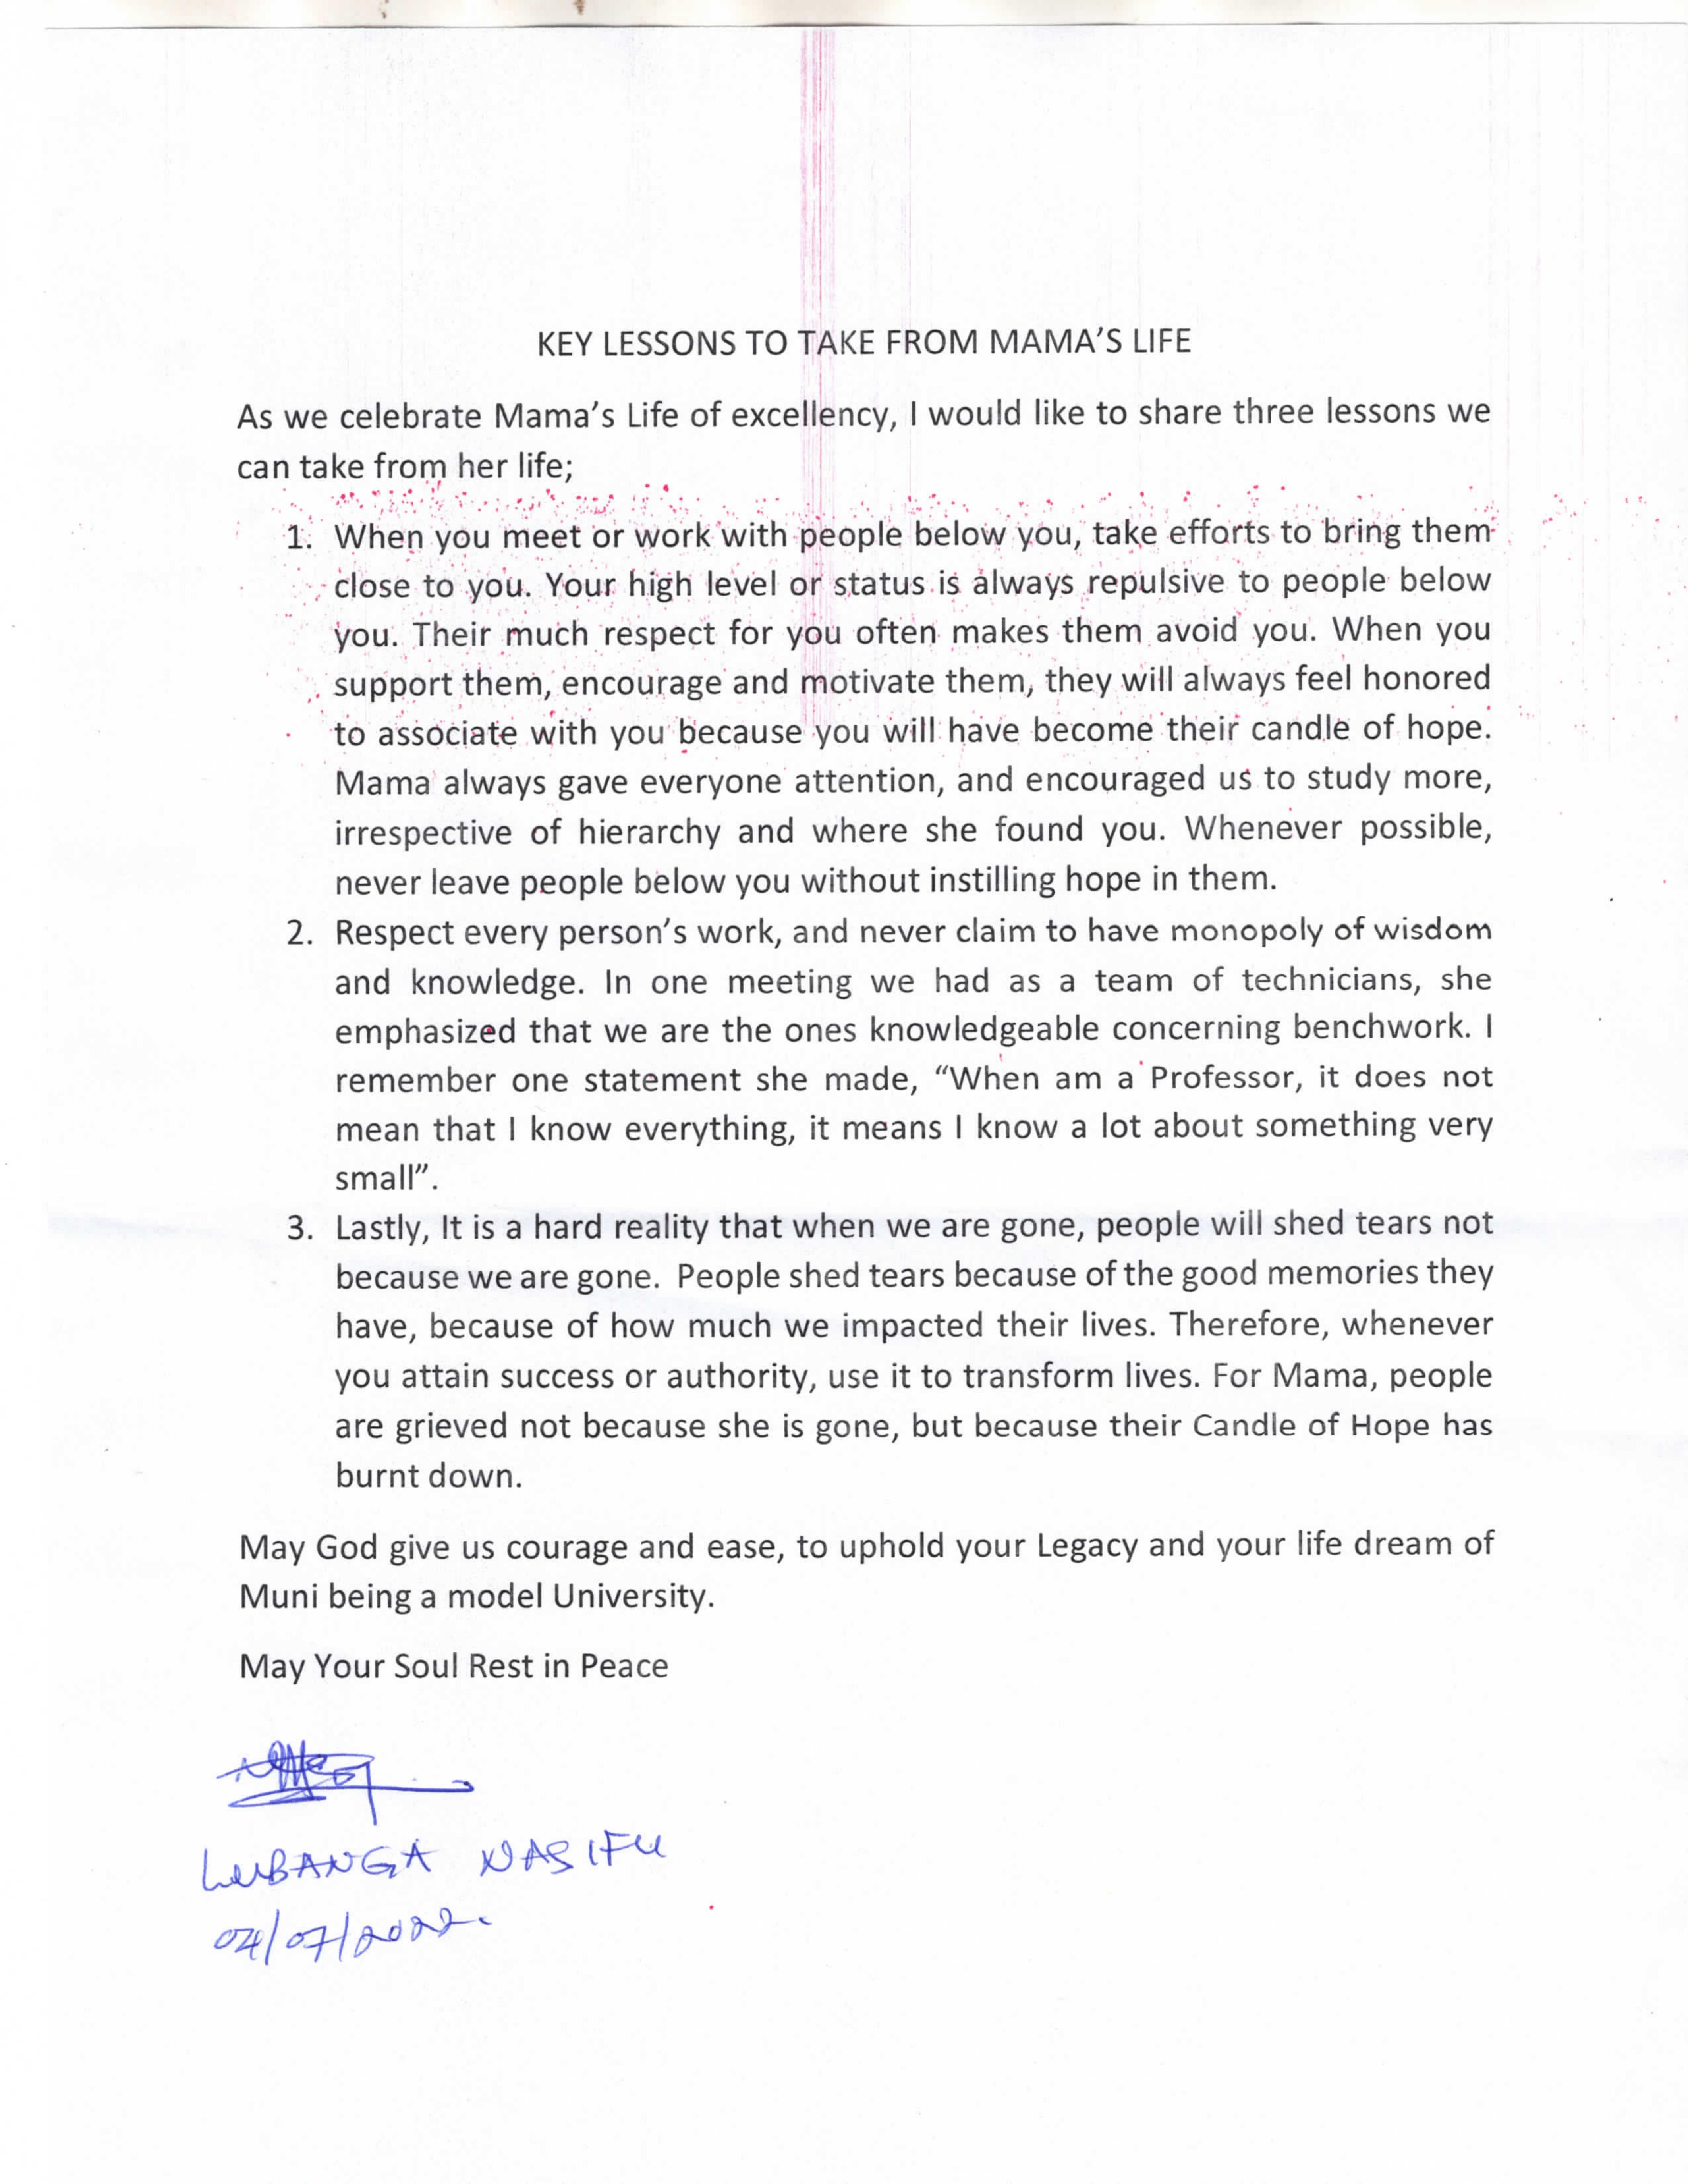 KEY LESSONS TO TAKE FROM MAMA'S LIFE
As we celebrate Mama's Life of excellency, I would like to share three lessons we
can take from her life;
1. When you meet or work with people below you, take efforts to bring them
close to you. Your high level or status is always repulsive to people below
you. Their much respect for you often makes them avoid you. When you
support them, encourage and motivate them, they will always feel honored
to associate with you because you will have become their candle of hope.
Mama always gave everyone attention, and encouraged us to study more,
irrespective of hierarchy and where she found you. Whenever possible,
never leave people below you without instilling hope in them.
2. Respect every person's work, and never claim to have monopoly of wisdom
and knowledge. In one meeting we had as a team of technicians, she
emphasized that we are the ones knowledgeable concerning benchwork. I
remember one statement she made, “When am a Professor, it does not
mean that I know everything, it means I know a lot about something very
small”.
3. Lastly, It is a hard reality that when we are gone, people will shed tears not
because we are gone. People shed tears because of the good memories they
have, because of how much we impacted their lives. Therefore, whenever
you attain success or authority, use it to transform lives. For Mama, people
are grieved not because she is gone, but because their Candle of Hope has
burnt down.
May God give us courage and ease, to uphold your Legacy and your life dream of
Muni being a model University.
May Your Soul Rest in Peace
LUBANGA NASIFU
04/07/2022.